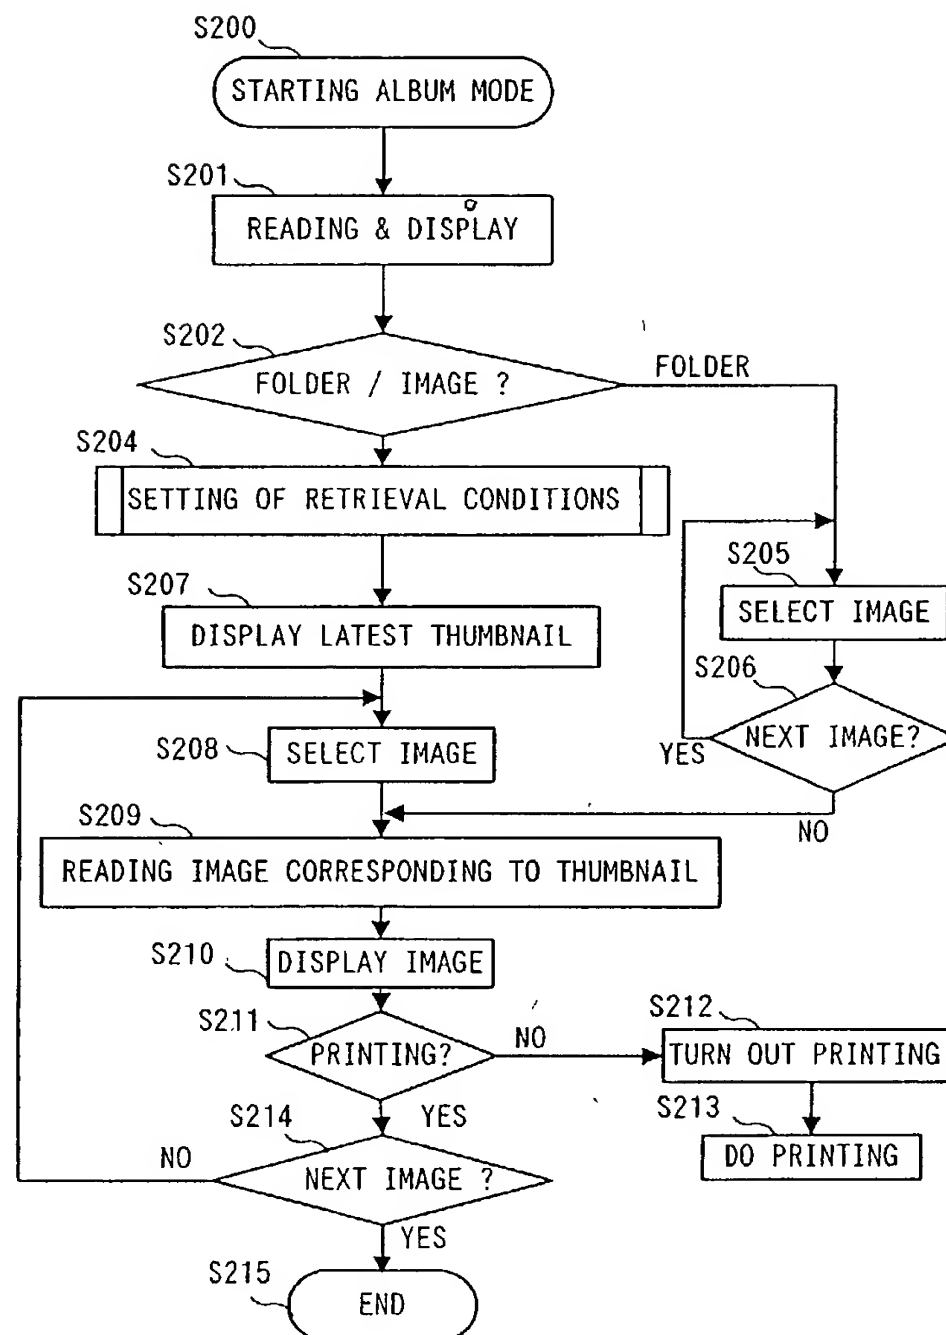 S200
STARTING ALBUM MODE
S201
READING & DISPLAY
S202
FOLDER / IMAGE ?
FOLDER
S204
SETTING OF RETRIEVAL CONDITIONS
S205
SELECT IMAGE
S206
NEXT IMAGE?
YES
NO
S207
DISPLAY LATEST THUMBNAIL
S208
SELECT IMAGE
S209
READING IMAGE CORRESPONDING TO THUMBNAIL
S210
DISPLAY IMAGE
S211
PRINTING?
NO
S212
TURN OUT PRINTING
S213
DO PRINTING
YES
S214
NEXT IMAGE ?
NO
YES
S215
END